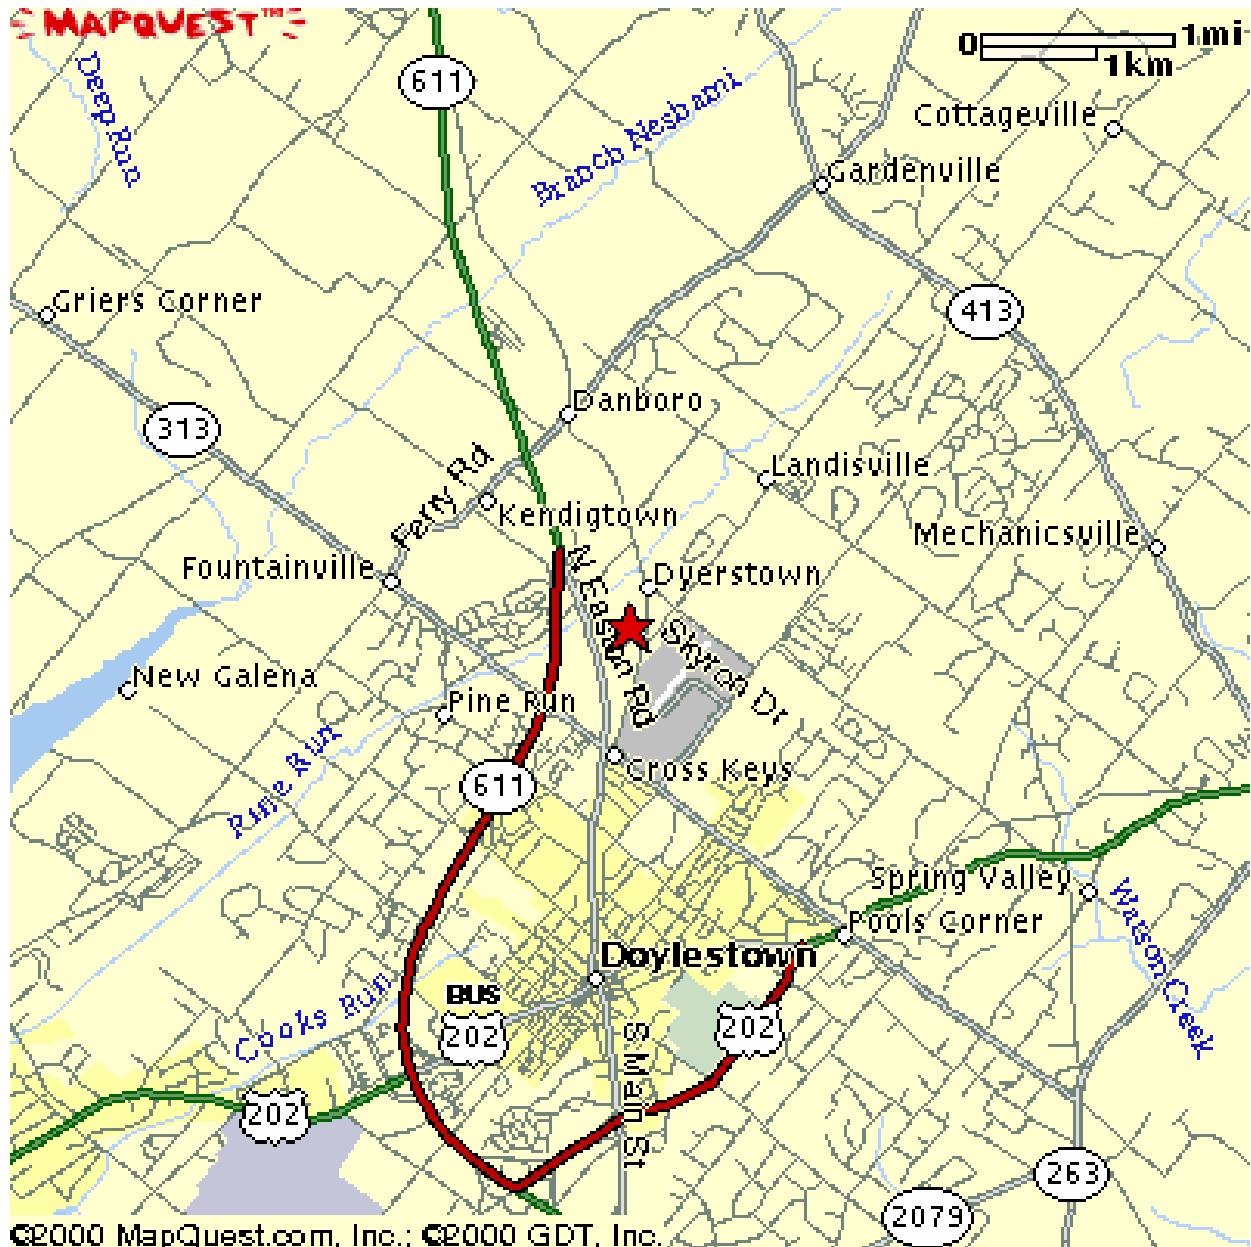 MAPQUEST™
0 1mi
1km
Deep Run
611
Branch Neshami
Cottageville
Gardenville
Griers Corner
413
313
Danboro
Ferry Rd
Landisville
Kendigtown
Mechanicsville
Fountainville
N Easton Rd
Dyerstown
Skyron Dr
New Galena
Pine Run
Pine Run
Cross Keys
611
Spring Valley
Pools Corner
Watson Creek
Doylestown
BUS
202
Cooks Run
202
202
S Main St
263
2079
©2000 MapQuest.com, Inc.; ©2000 GDT, Inc.